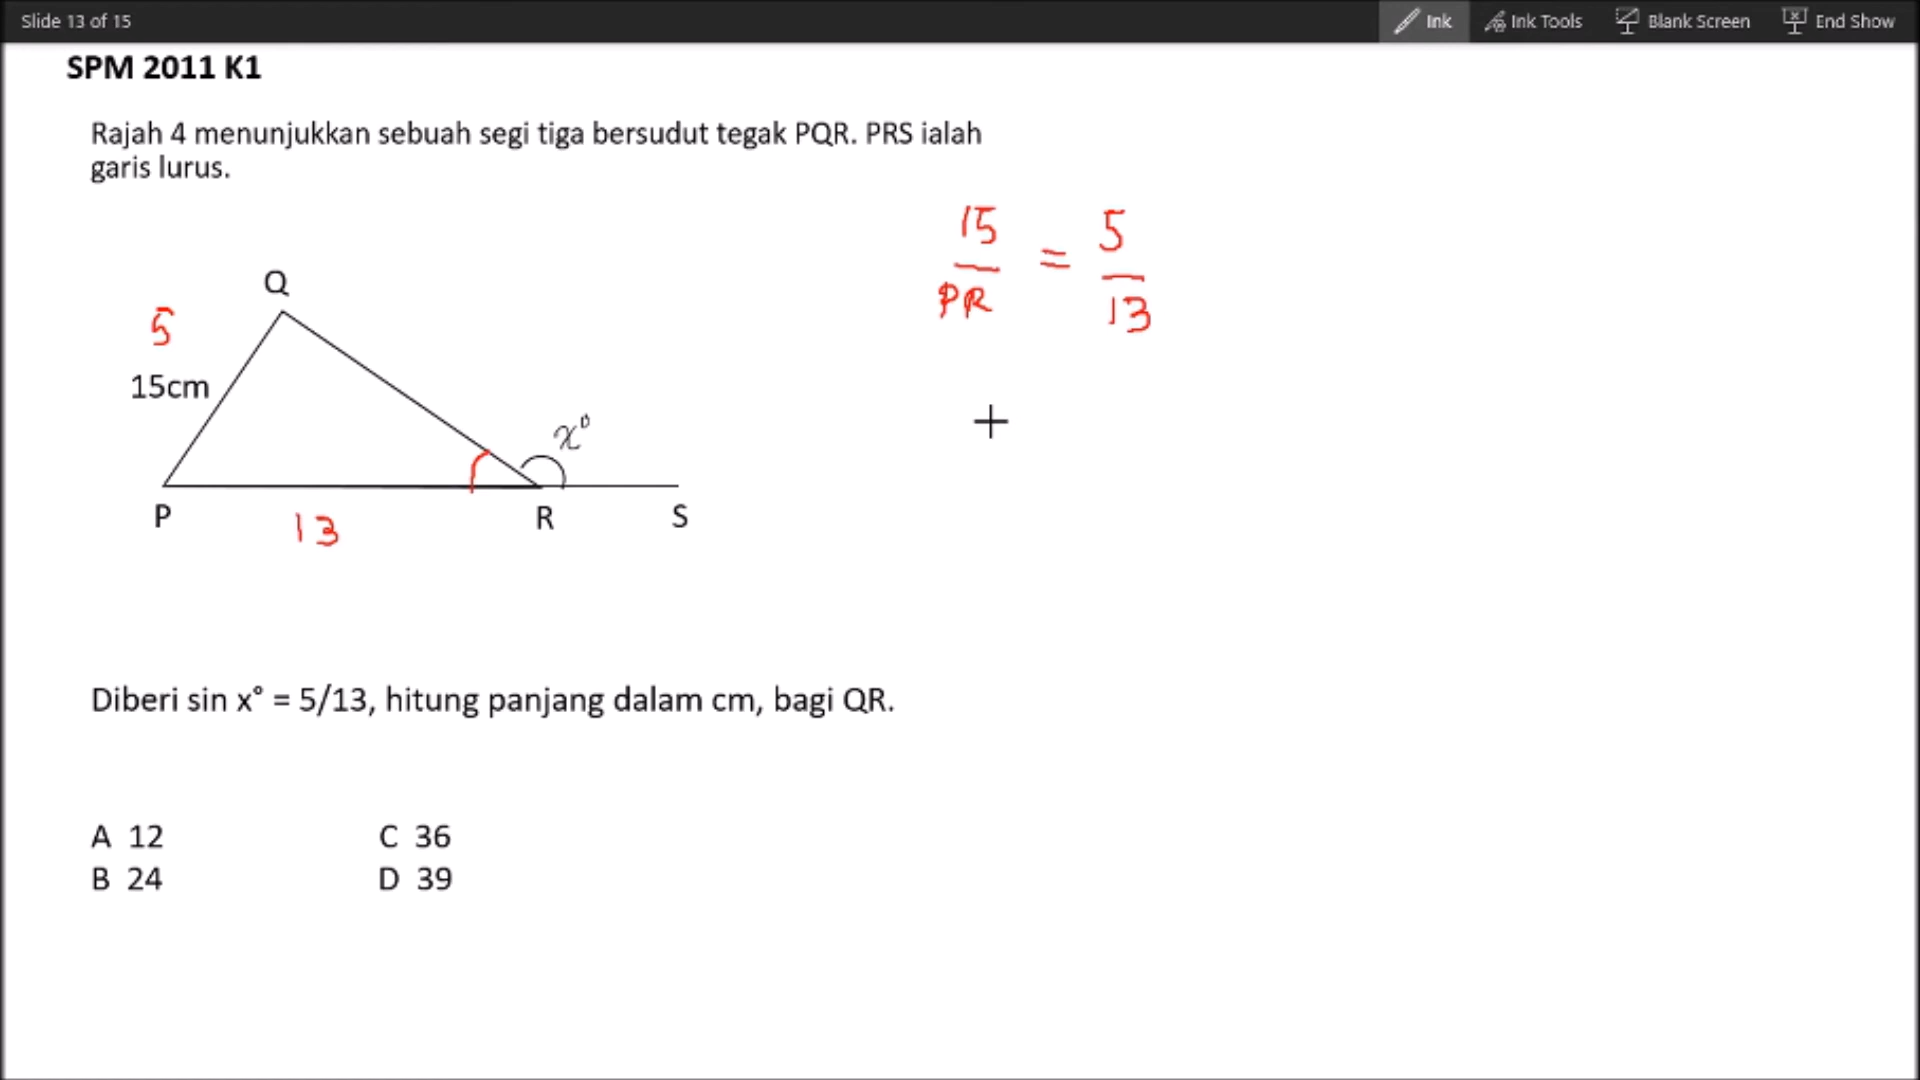 Slide 13 of 15
Ink
Ink Tools
Blank Screen
End Show
SPM 2011 K1
Rajah 4 menunjukkan sebuah segi tiga bersudut tegak PQR. PRS ialah
garis lurus.
15
PR
=
5
13
Q
5
15cm
x°
P
13
R
S
Diberi sin x° = 5/13, hitung panjang dalam cm, bagi QR.
A 12
C 36
B 24
D 39